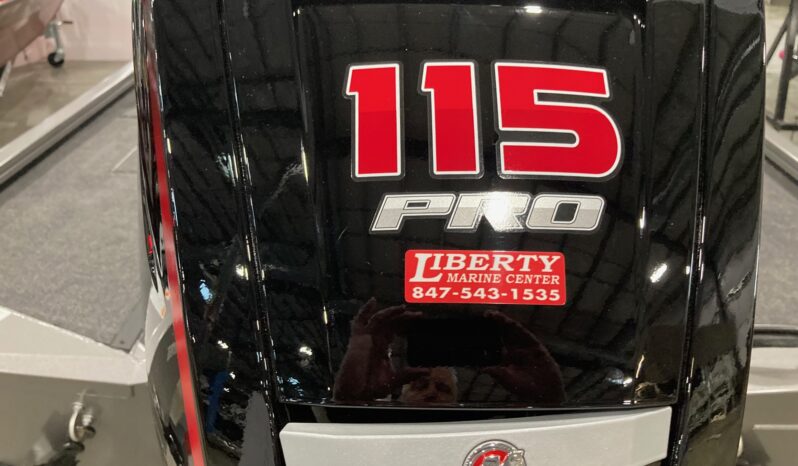 115
PRO
LIBERTY
MARINE CENTER
847-543-1535